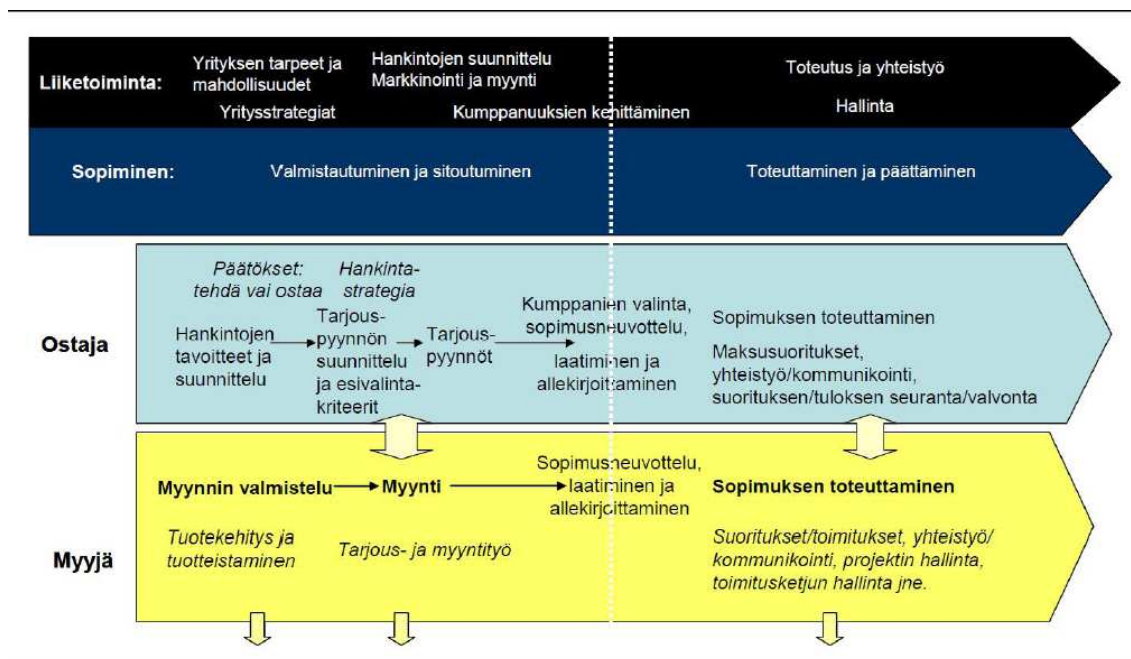 Liiketoiminta:
Yrityksen tarpeet ja
mahdollisuudet
Yritysstrategiat
Hankintojen suunnittelu
Markkinointi ja myynti
Kumppanuuksien kehittäminen
Toteutus ja yhteistyö
Hallinta
Sopiminen:
Valmistautuminen ja sitoutuminen
Toteuttaminen ja päättäminen
Ostaja
Päätökset:
tehdä vai ostaa
Hankinta-
strategia
Hankintojen
tavoitteet ja
suunnittelu
Tarjous-
pyynnön
suunnittelu
ja esivalinta-
kriteerit
Tarjous-
pyynnöt
Kumppanien valinta,
sopimusneuvottelu,
laatiminen ja
allekirjoittaminen
Sopimuksen toteuttaminen
Maksusuoritukset,
yhteistyö/kommunikointi,
suorituksen/tuloksen seuranta/valvonta
Myyjä
Myynnin valmistelu
Myynti
Sopimusneuvottelu,
laatiminen ja
allekirjoittaminen
Sopimuksen toteuttaminen
Tuotekehitys ja
tuotteistaminen
Tarjous- ja myyntityö
Suoritukset/toimitukset, yhteistyö/
kommunikointi, projektin hallinta,
toimitusketjun hallinta jne.